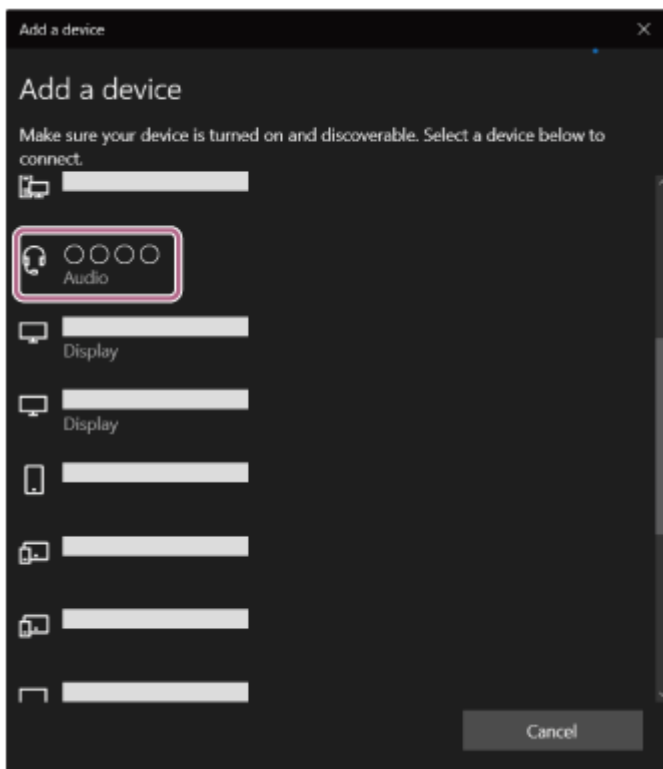 Add a device
Add a device
Make sure your device is turned on and discoverable. Select a device below to
connect.
○○○○
Audio
Display
Display
Cancel